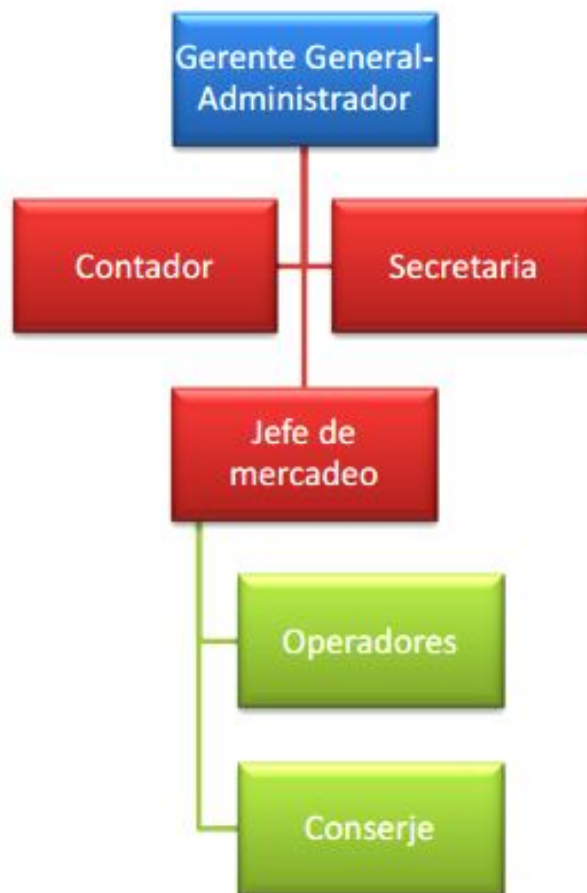 Gerente General-
Administrador
Contador
Secretaria
Jefe de
mercadeo
Operadores
Conserje